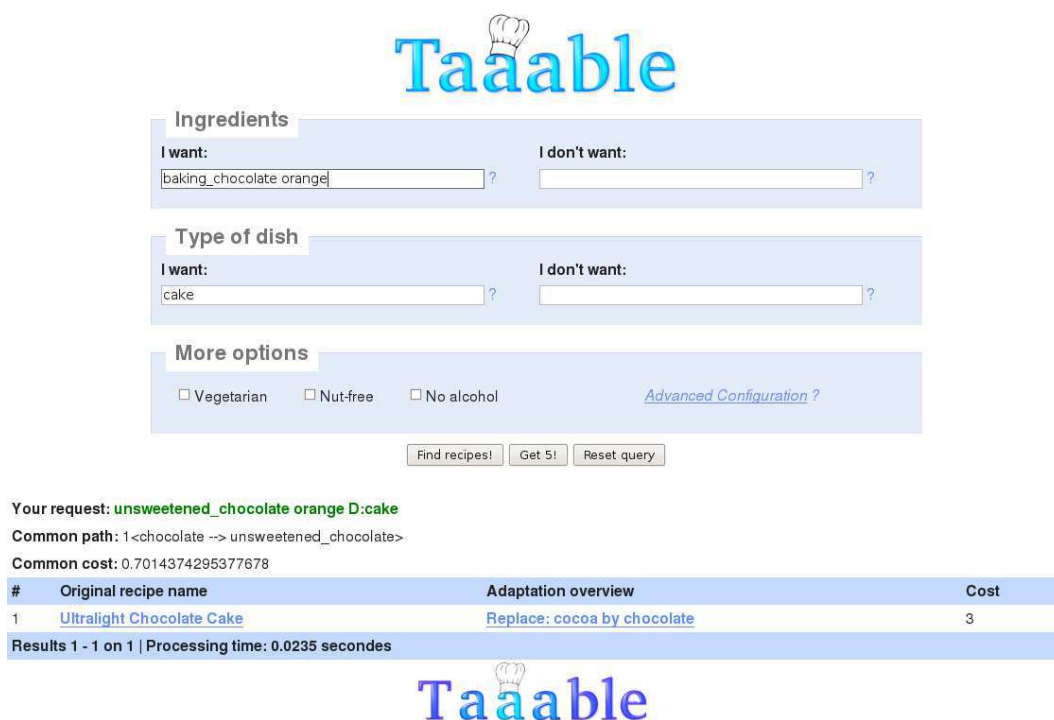 Taaable
Ingredients
I want: I don't want:
baking_chocolate orange ? ?
Type of dish
I want: I don't want:
cake ? ?
More options
Vegetarian Nut-free No alcohol Advanced Configuration ?
Find recipes! Get 5! Reset query
Your request: unsweetened_chocolate orange D:cake
Common path: 1<chocolate --> unsweetened_chocolate>
Common cost: 0.7014374295377678
# Original recipe name Adaptation overview Cost
1 Ultralight Chocolate Cake Replace: cocoa by chocolate 3
Results 1 - 1 on 1 | Processing time: 0.0235 secondes
Taaable